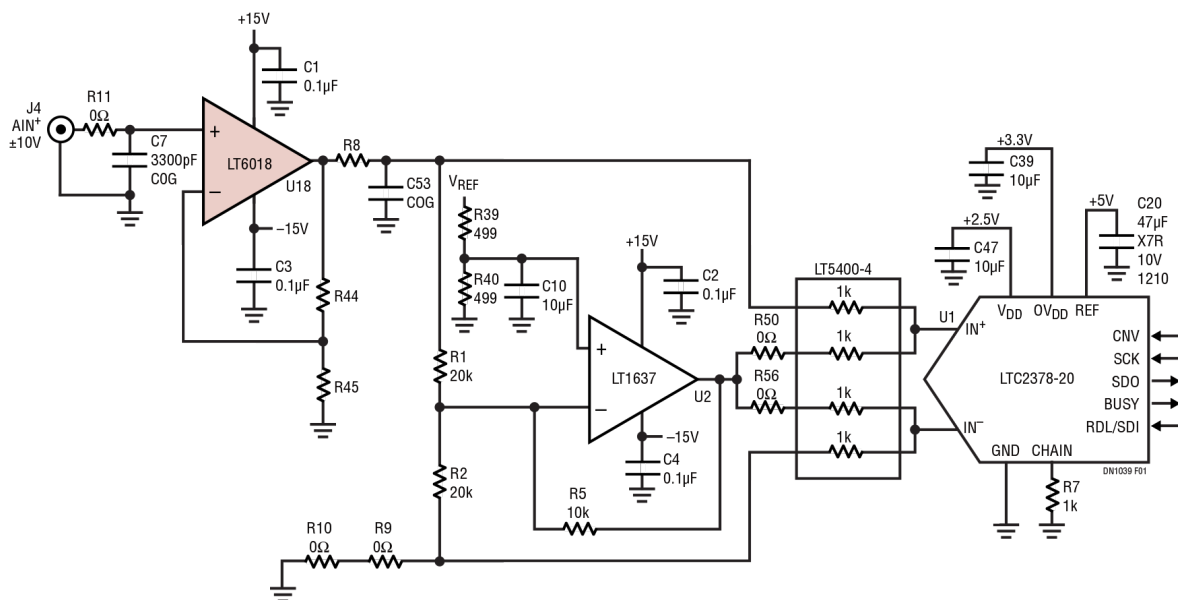 +15V
C1
0.1µF
J4
AIN+
±10V
R11
0Ω
C7
3300pF
COG
+
LT6018
–
U18
–15V
C3
0.1µF
R44
R45
R8
C53
COG
VREF
R39
499
R40
499
C10
10µF
R1
20k
R2
20k
R10
0Ω
R9
0Ω
+15V
C2
0.1µF
+
LT1637
–
U2
–15V
C4
0.1µF
R5
10k
R50
0Ω
R56
0Ω
LT5400-4
1k
1k
1k
1k
+3.3V
C39
10µF
+2.5V
C47
10µF
+5V
C20
47µF
X7R
10V
1210
U1
VDD OVDD REF
IN+
IN–
LTC2378-20
CNV
SCK
SDO
BUSY
RDL/SDI
GND CHAIN
DN1039 F01
R7
1k